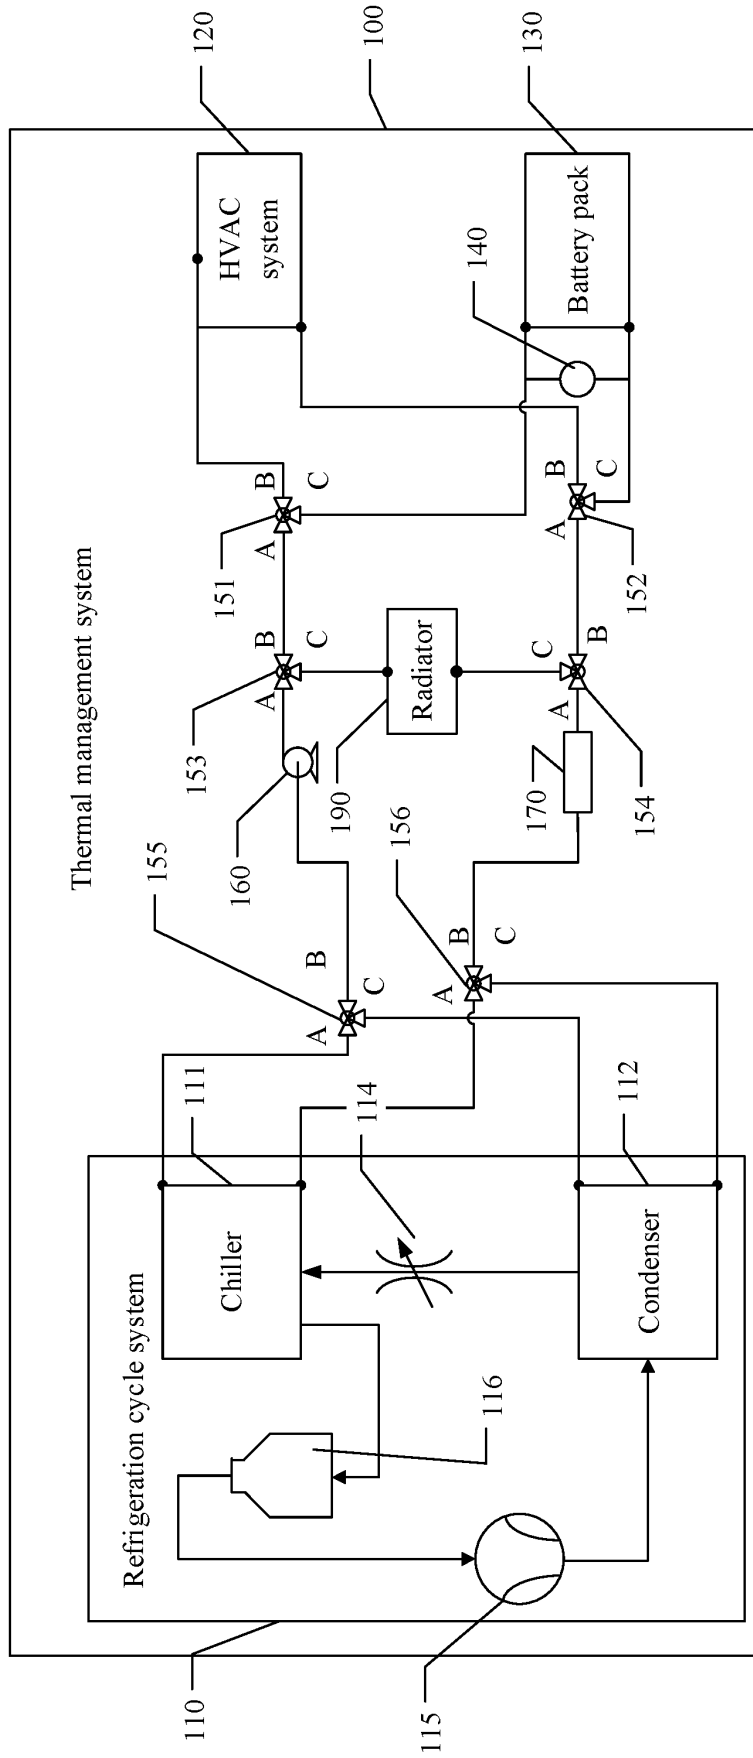 Thermal management system
Refrigeration cycle system
155
110
111
120
Chiller
160
153
151
HVAC
system
A
B
A
B
A
B
C
C
190
114
C
100
156
Radiator
115
A
B
140
116
C
130
170
C
A
B
A
B
C
Battery pack
112
Condenser
154
152